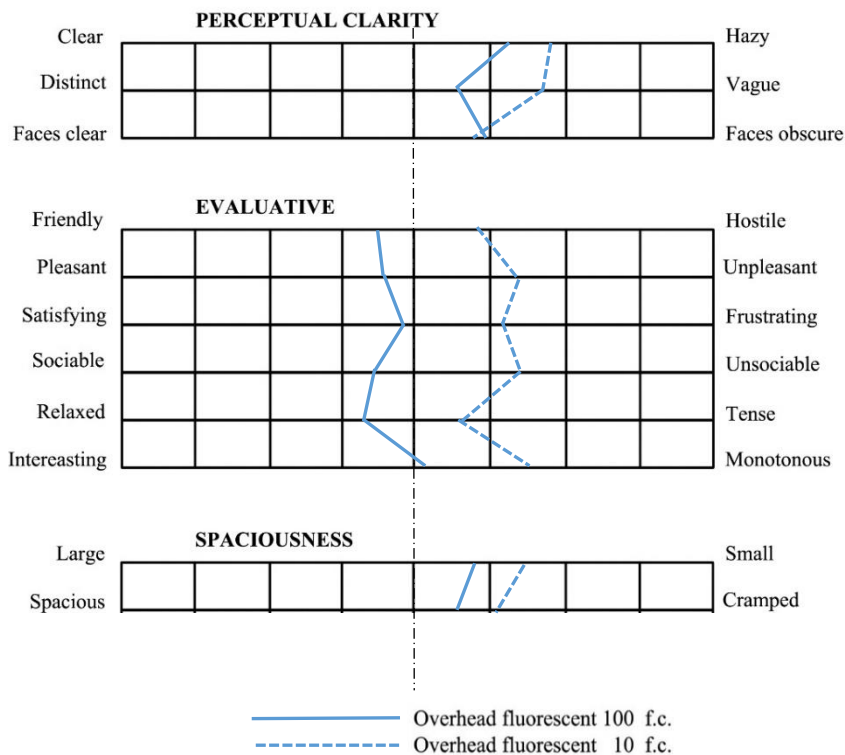 PERCEPTUAL CLARITY
Clear Hazy
Distinct Vague
Faces clear Faces obscure
EVALUATIVE
Friendly Hostile
Pleasant Unpleasant
Satisfying Frustrating
Sociable Unsociable
Relaxed Tense
Intereasting Monotonous
SPACIOUSNESS
Large Small
Spacious Cramped
Overhead fluorescent 100 f.c.
Overhead fluorescent 10 f.c.